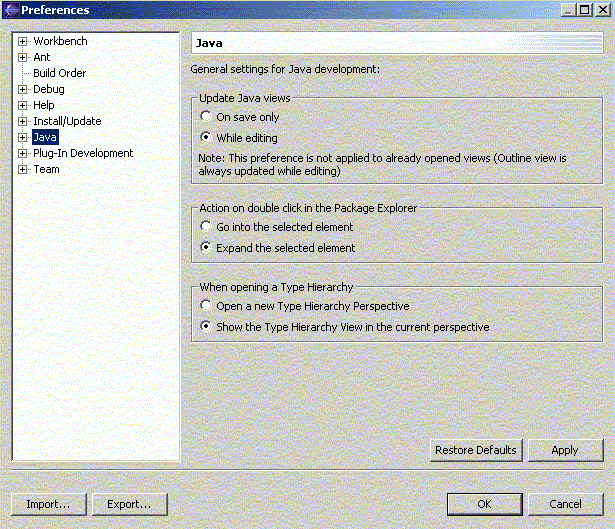 Preferences
Workbench
Ant
Build Order
Debug
Help
Install/Update
Java
Plug-In Development
Team
Java
General settings for Java development:
Update Java views
On save only
While editing
Note: This preference is not applied to already opened views (Outline view is
always updated while editing)
Action on double click in the Package Explorer
Go into the selected element
Expand the selected element
When opening a Type Hierarchy
Open a new Type Hierarchy Perspective
Show the Type Hierarchy View in the current perspective
Restore Defaults
Apply
Import...
Export...
OK
Cancel